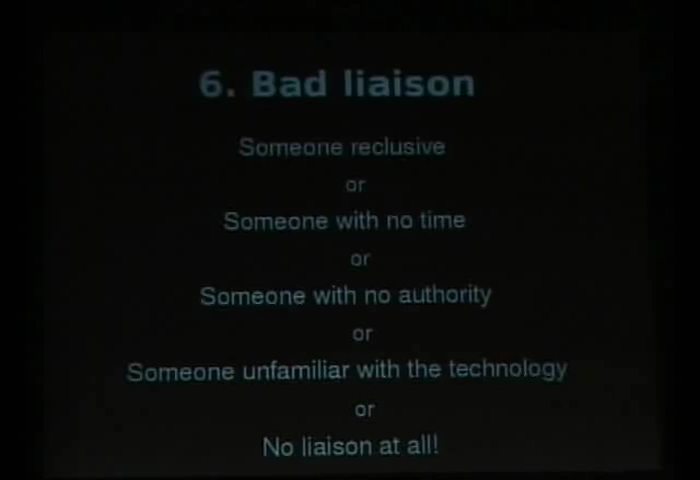 6. Bad liaison
Someone reclusive
or
Someone with no time
or
Someone with no authority
or
Someone unfamiliar with the technology
or
No liaison at all!